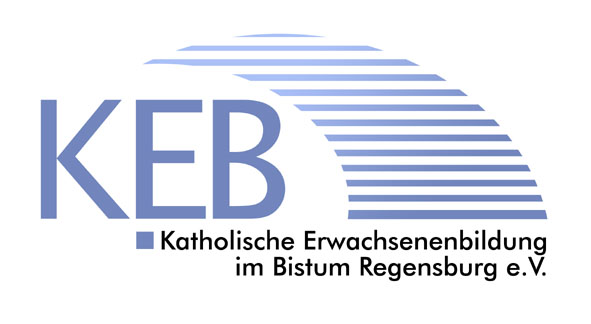 KEB
Katholische Erwachsenenbildung
im Bistum Regensburg e.V.